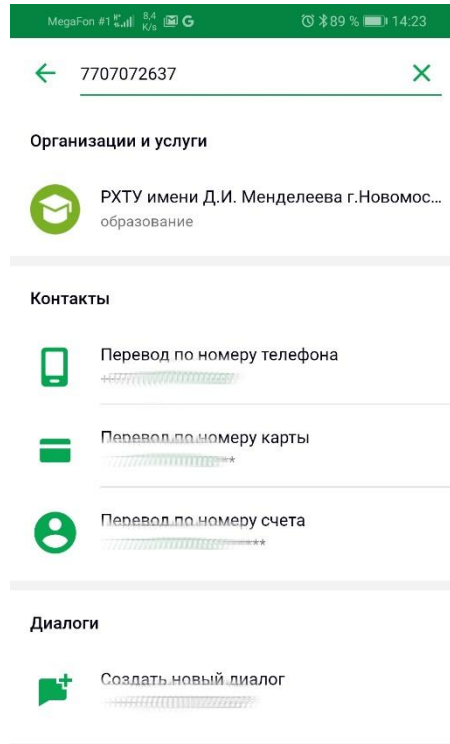 MegaFon #1 8,4 K/s G 89 % 14:23
7707072637
Организации и услуги
РХТУ имени Д.И. Менделеева г.Новомос...
образование
Контакты
Перевод по номеру телефона
Перевод по номеру карты
Перевод по номеру счета
Диалоги
Создать новый диалог